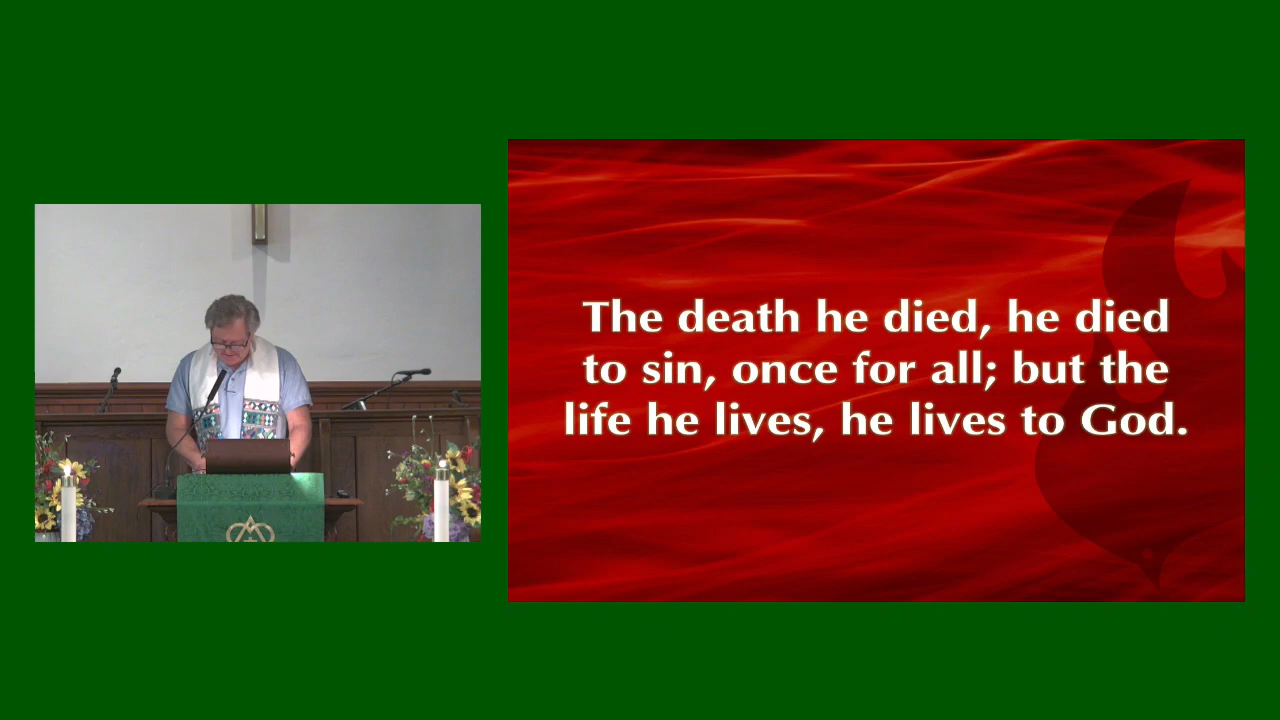 The death he died, he died
to sin, once for all; but the
life he lives, he lives to God.